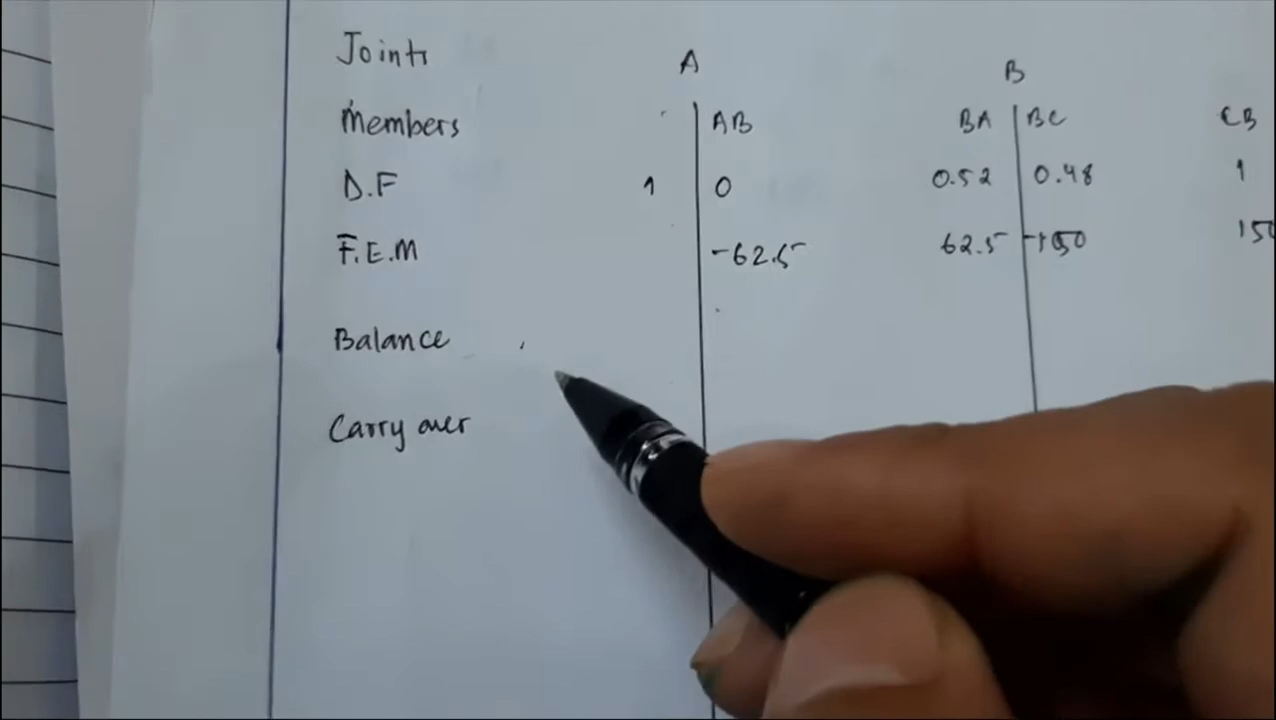 Joints
A
B
Members AB BA BC CB
D.F 1 0 0.52 0.48 1
F.E.M -62.5 62.5 -150 150
Balance
Carry over